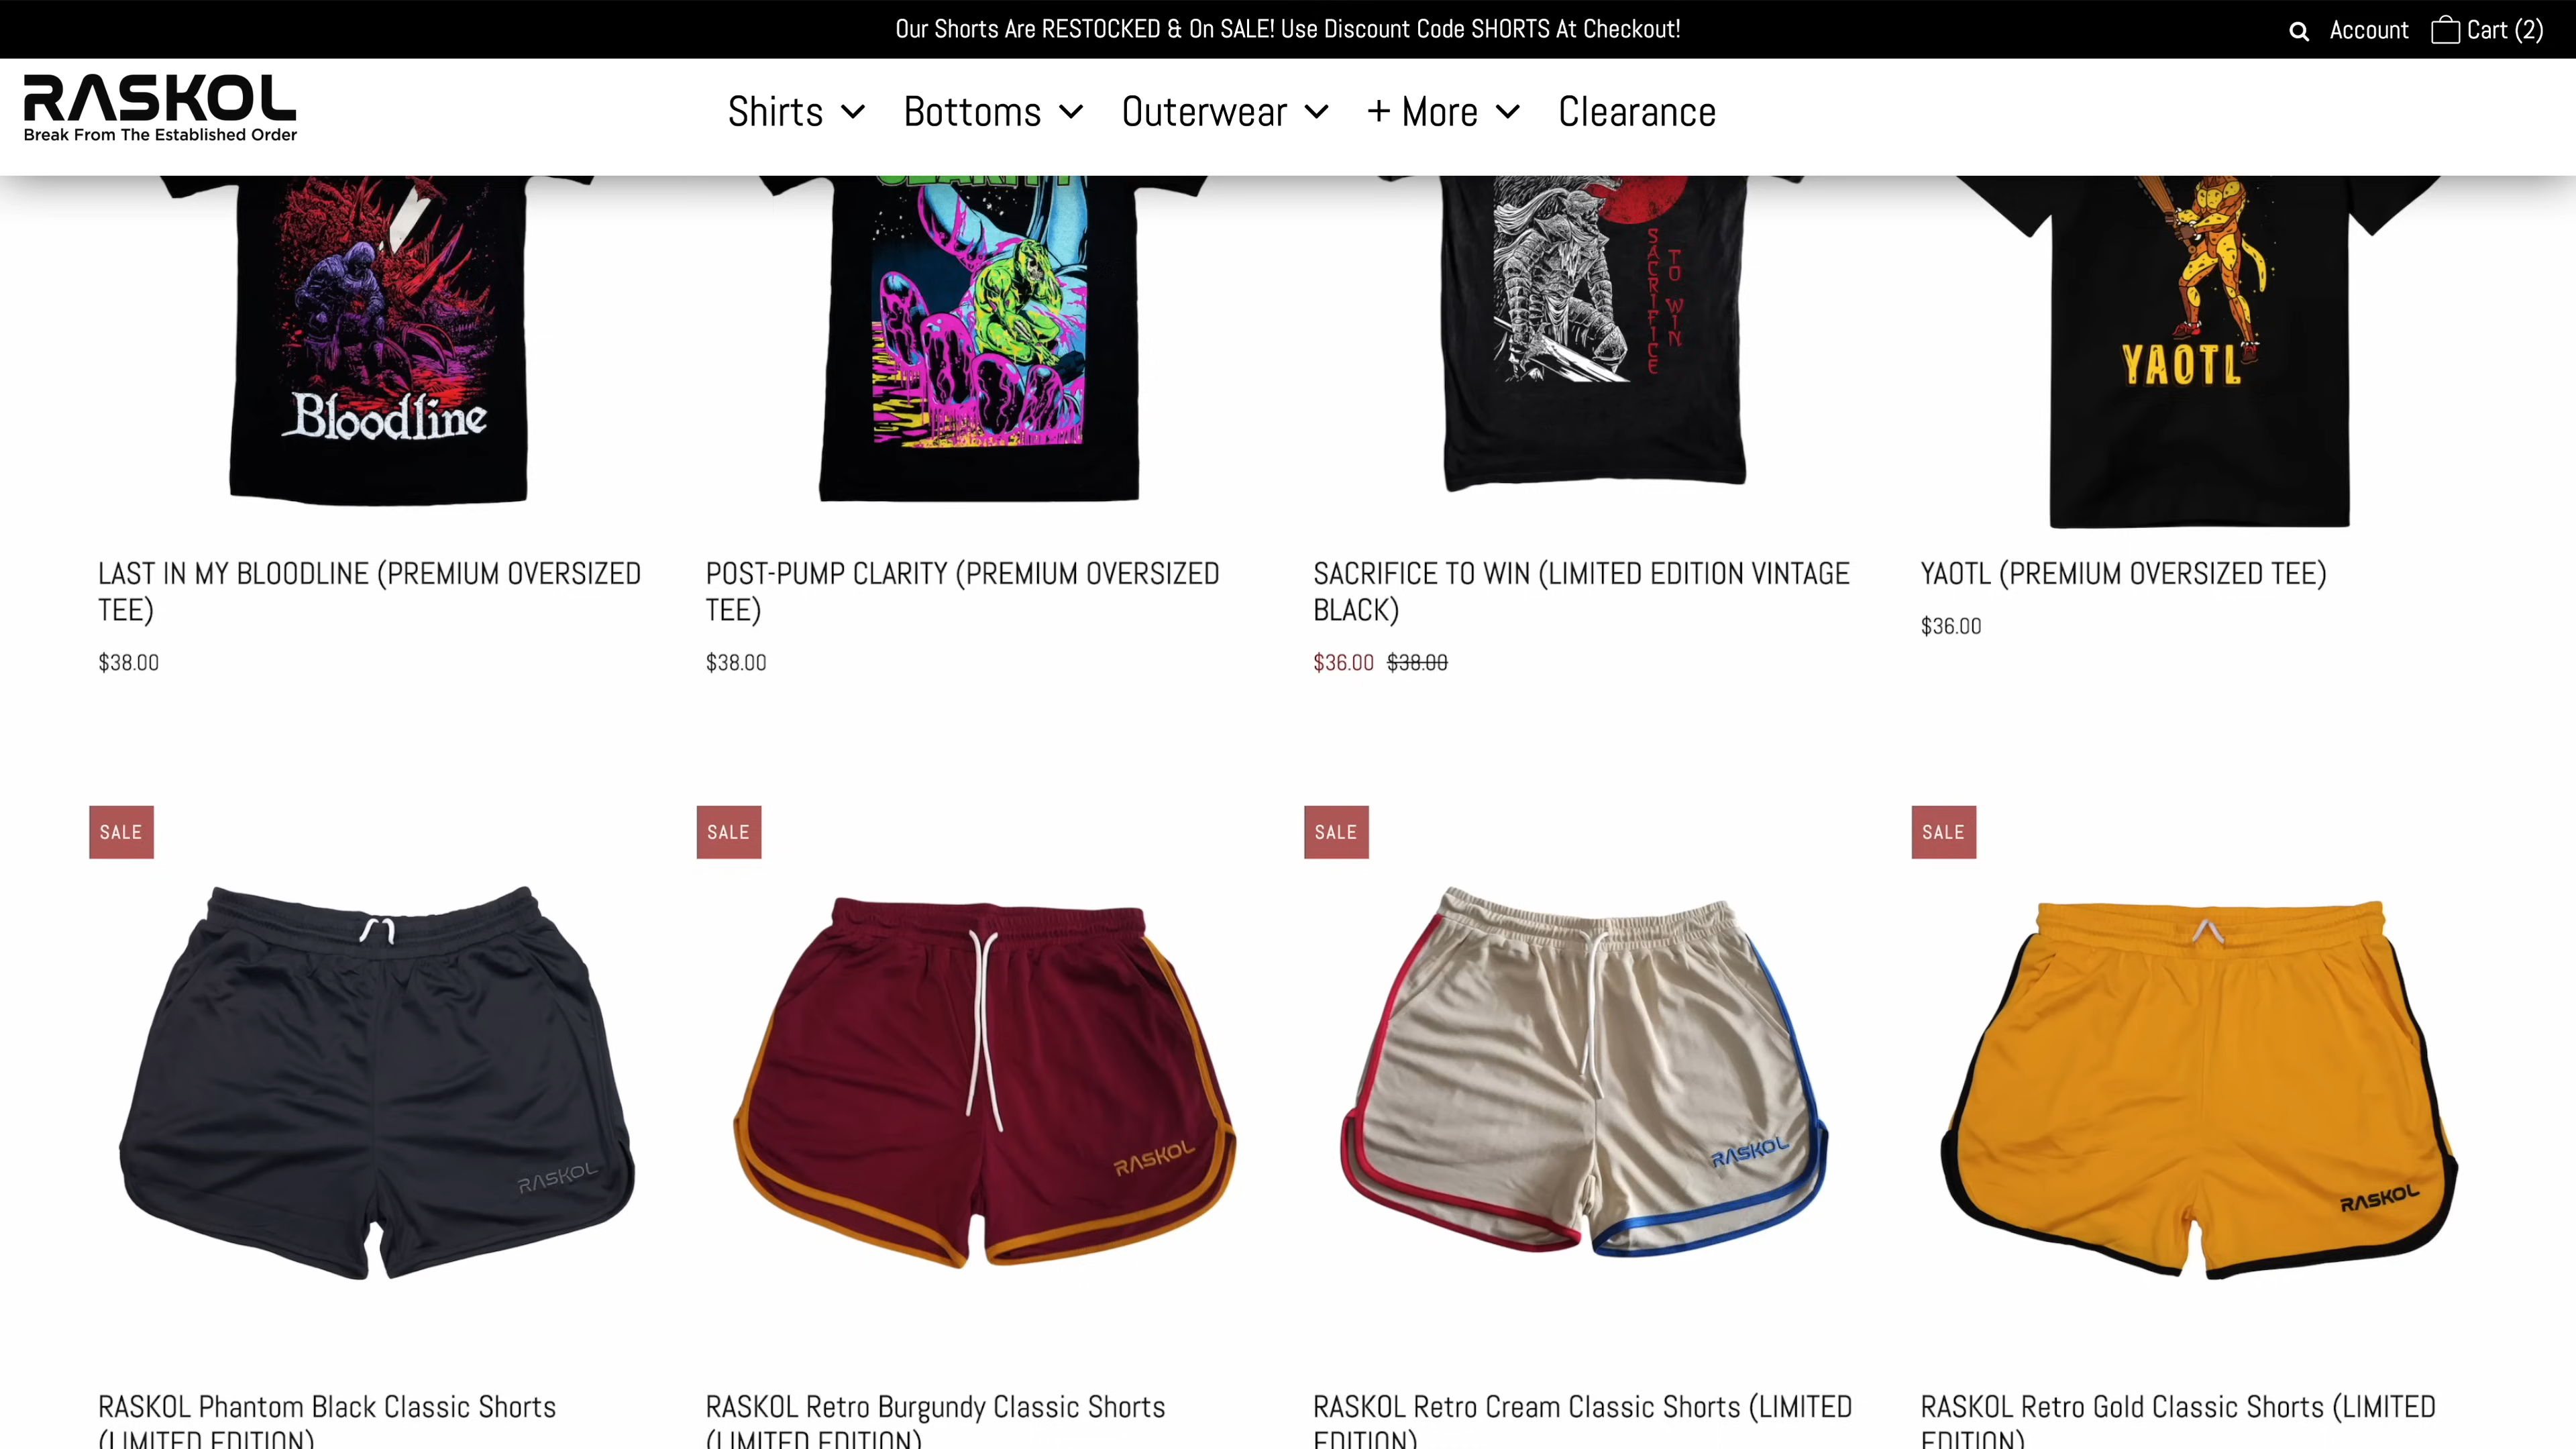 Our Shorts Are RESTOCKED & On SALE! Use Discount Code SHORTS At Checkout!
Account
Cart (2)
RASKOL
Break From The Established Order
Shirts
Bottoms
Outerwear
+ More
Clearance
Bloodline
CLARITY
SACRIFICE
TO WIN
YAOTL
LAST IN MY BLOODLINE (PREMIUM OVERSIZED
TEE)
$38.00
POST-PUMP CLARITY (PREMIUM OVERSIZED
TEE)
$38.00
SACRIFICE TO WIN (LIMITED EDITION VINTAGE
BLACK)
$36.00 $38.00
YAOTL (PREMIUM OVERSIZED TEE)
$36.00
SALE
SALE
SALE
SALE
RASKOL
RASKOL
RASKOL
RASKOL
RASKOL Phantom Black Classic Shorts
(LIMITED EDITION)
RASKOL Retro Burgundy Classic Shorts
(LIMITED EDITION)
RASKOL Retro Cream Classic Shorts (LIMITED
EDITION)
RASKOL Retro Gold Classic Shorts (LIMITED
EDITION)